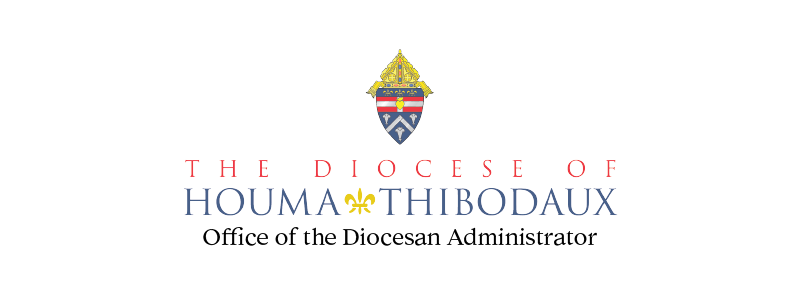 THE DIOCESE OF
HOUMA THIBODAUX
Office of the Diocesan Administrator